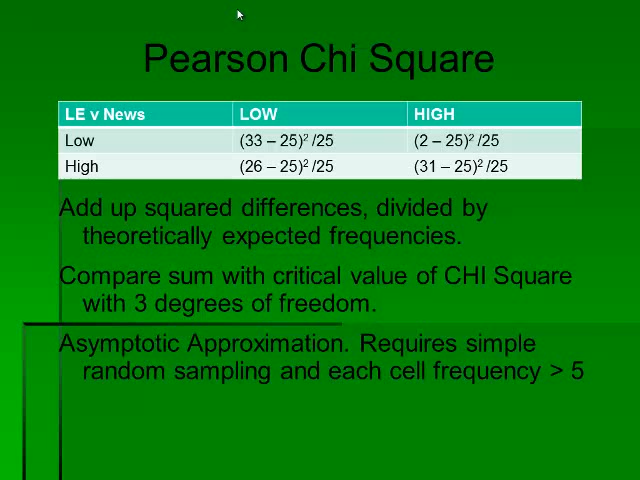 Pearson Chi Square
LE v News LOW HIGH
Low (33 – 25)² /25 (2 – 25)² /25
High (26 – 25)² /25 (31 – 25)² /25
Add up squared differences, divided by
theoretically expected frequencies.
Compare sum with critical value of CHI Square
with 3 degrees of freedom.
Asymptotic Approximation. Requires simple
random sampling and each cell frequency > 5